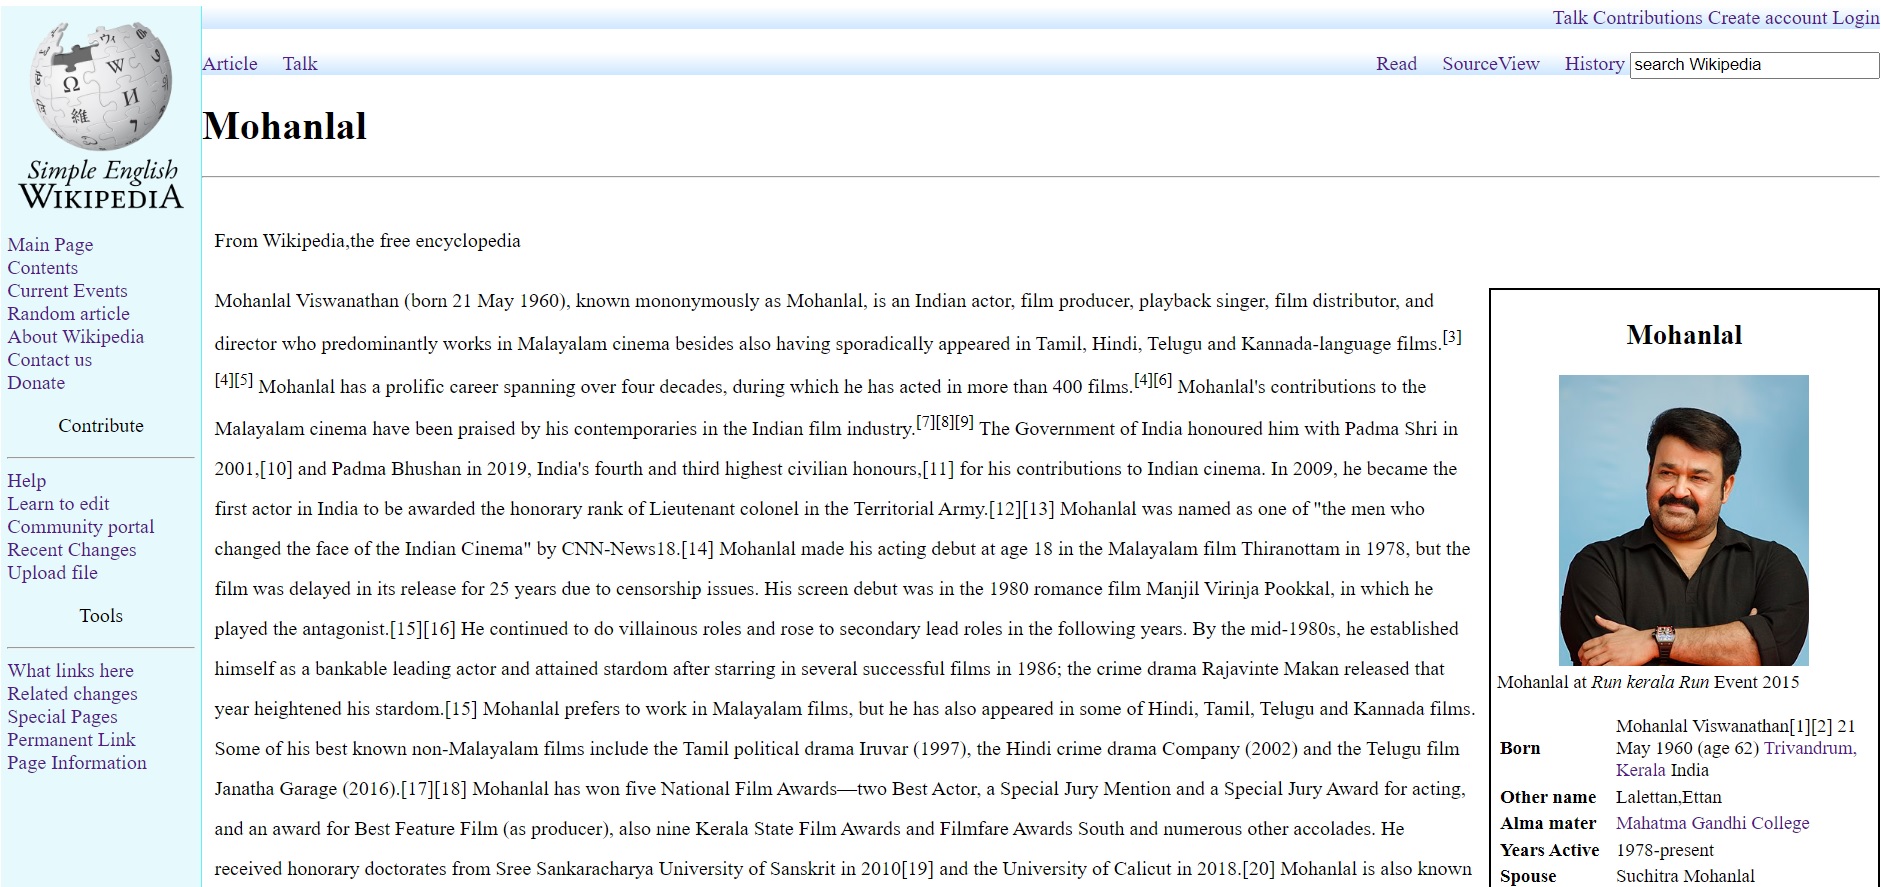 Talk Contributions Create account Login
Article Talk Read SourceView History search Wikipedia
Simple English
WIKIPEDIA
Main Page
Contents
Current Events
Random article
About Wikipedia
Contact us
Donate
Contribute
Help
Learn to edit
Community portal
Recent Changes
Upload file
Tools
What links here
Related changes
Special Pages
Permanent Link
Page Information
Mohanlal
From Wikipedia,the free encyclopedia
Mohanlal Viswanathan (born 21 May 1960), known mononymously as Mohanlal, is an Indian actor, film producer, playback singer, film distributor, and
director who predominantly works in Malayalam cinema besides also having sporadically appeared in Tamil, Hindi, Telugu and Kannada-language films.[3]
[4][5] Mohanlal has a prolific career spanning over four decades, during which he has acted in more than 400 films.[4][6] Mohanlal's contributions to the
Malayalam cinema have been praised by his contemporaries in the Indian film industry.[7][8][9] The Government of India honoured him with Padma Shri in
2001,[10] and Padma Bhushan in 2019, India's fourth and third highest civilian honours,[11] for his contributions to Indian cinema. In 2009, he became the
first actor in India to be awarded the honorary rank of Lieutenant colonel in the Territorial Army.[12][13] Mohanlal was named as one of "the men who
changed the face of the Indian Cinema" by CNN-News18.[14] Mohanlal made his acting debut at age 18 in the Malayalam film Thiranottam in 1978, but the
film was delayed in its release for 25 years due to censorship issues. His screen debut was in the 1980 romance film Manjil Virinja Pookkal, in which he
played the antagonist.[15][16] He continued to do villainous roles and rose to secondary lead roles in the following years. By the mid-1980s, he established
himself as a bankable leading actor and attained stardom after starring in several successful films in 1986; the crime drama Rajavinte Makan released that
year heightened his stardom.[15] Mohanlal prefers to work in Malayalam films, but he has also appeared in some of Hindi, Tamil, Telugu and Kannada films.
Some of his best known non-Malayalam films include the Tamil political drama Iruvar (1997), the Hindi crime drama Company (2002) and the Telugu film
Janatha Garage (2016).[17][18] Mohanlal has won five National Film Awards—two Best Actor, a Special Jury Mention and a Special Jury Award for acting,
and an award for Best Feature Film (as producer), also nine Kerala State Film Awards and Filmfare Awards South and numerous other accolades. He
received honorary doctorates from Sree Sankaracharya University of Sanskrit in 2010[19] and the University of Calicut in 2018.[20] Mohanlal is also known
Mohanlal
Mohanlal at Run kerala Run Event 2015
Born Mohanlal Viswanathan[1][2] 21
May 1960 (age 62) Trivandrum,
Kerala India
Other name Lalettan,Ettan
Alma mater Mahatma Gandhi College
Years Active 1978-present
Spouse Suchitra Mohanlal